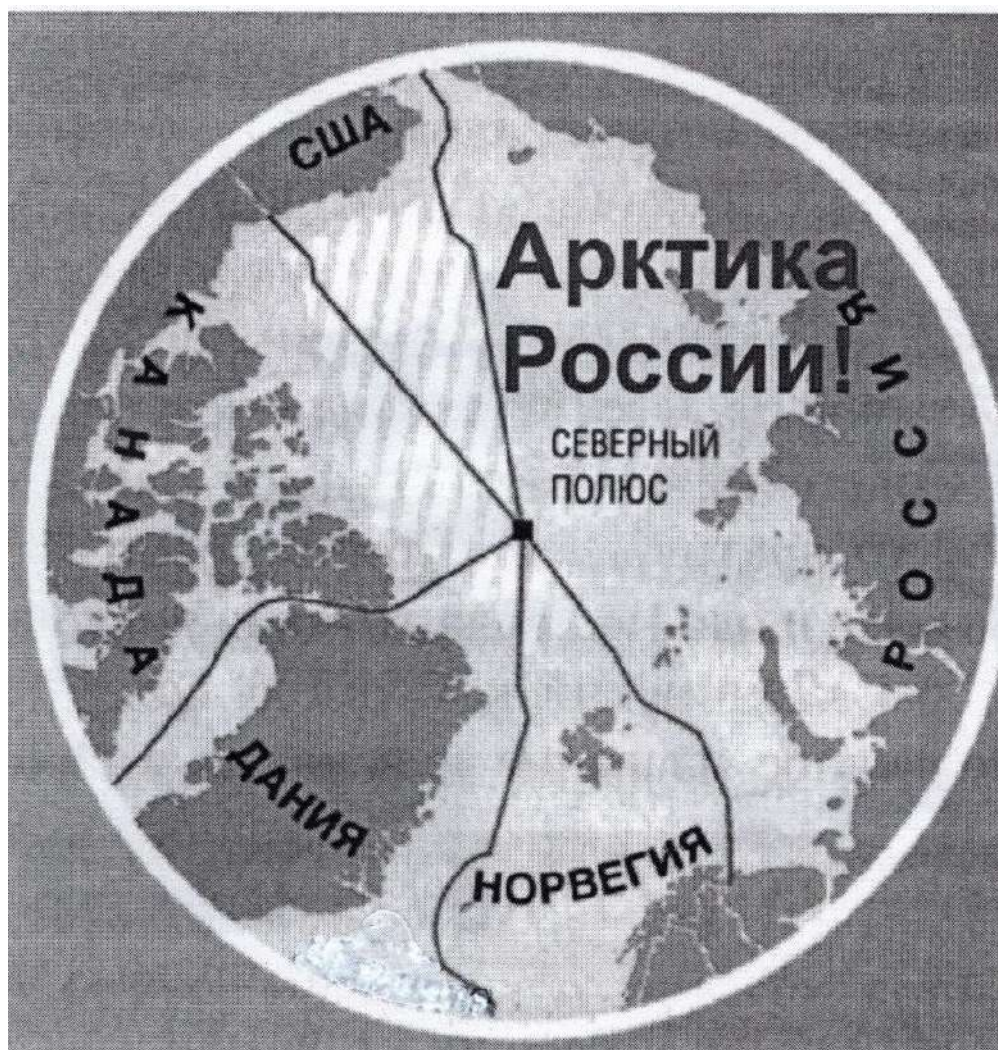 США
Арктика
России!
КАНАДА
РОССИЯ
СЕВЕРНЫЙ
ПОЛЮС
ДАНИЯ
НОРВЕГИЯ